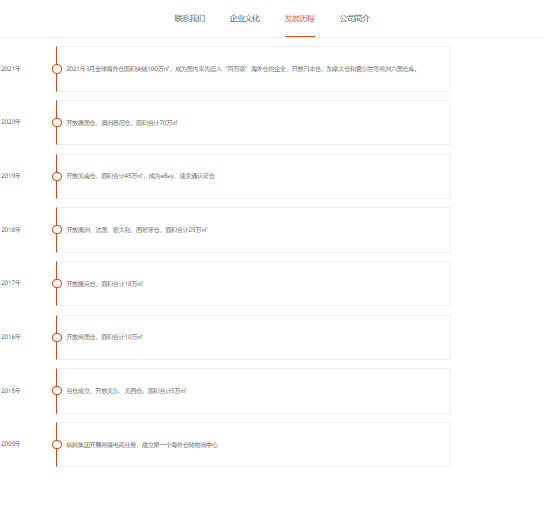 联系我们 企业文化 发展历程 公司简介
2021年 2021年3月全球海外仓面积突破100万㎡，成为国内率先迈入“百万级”海外仓的企业，开放日本仓、加拿大仓和爱尔兰等欧洲六国仓库。
2020年 开放德国仓、澳洲悉尼仓，面积合计70万㎡
2019年 开放美南仓，面积合计45万㎡，成为eBay、速卖通认证仓
2018年 开放澳洲、法国、意大利、西班牙仓，面积合计25万㎡
2017年 开放捷克仓，面积合计18万㎡
2016年 开放英国仓，面积合计10万㎡
2015年 谷仓成立，开放美东、美西仓，面积合计5万㎡
2009年 纵腾集团开展跨境电商业务，建立第一个海外仓储物流中心